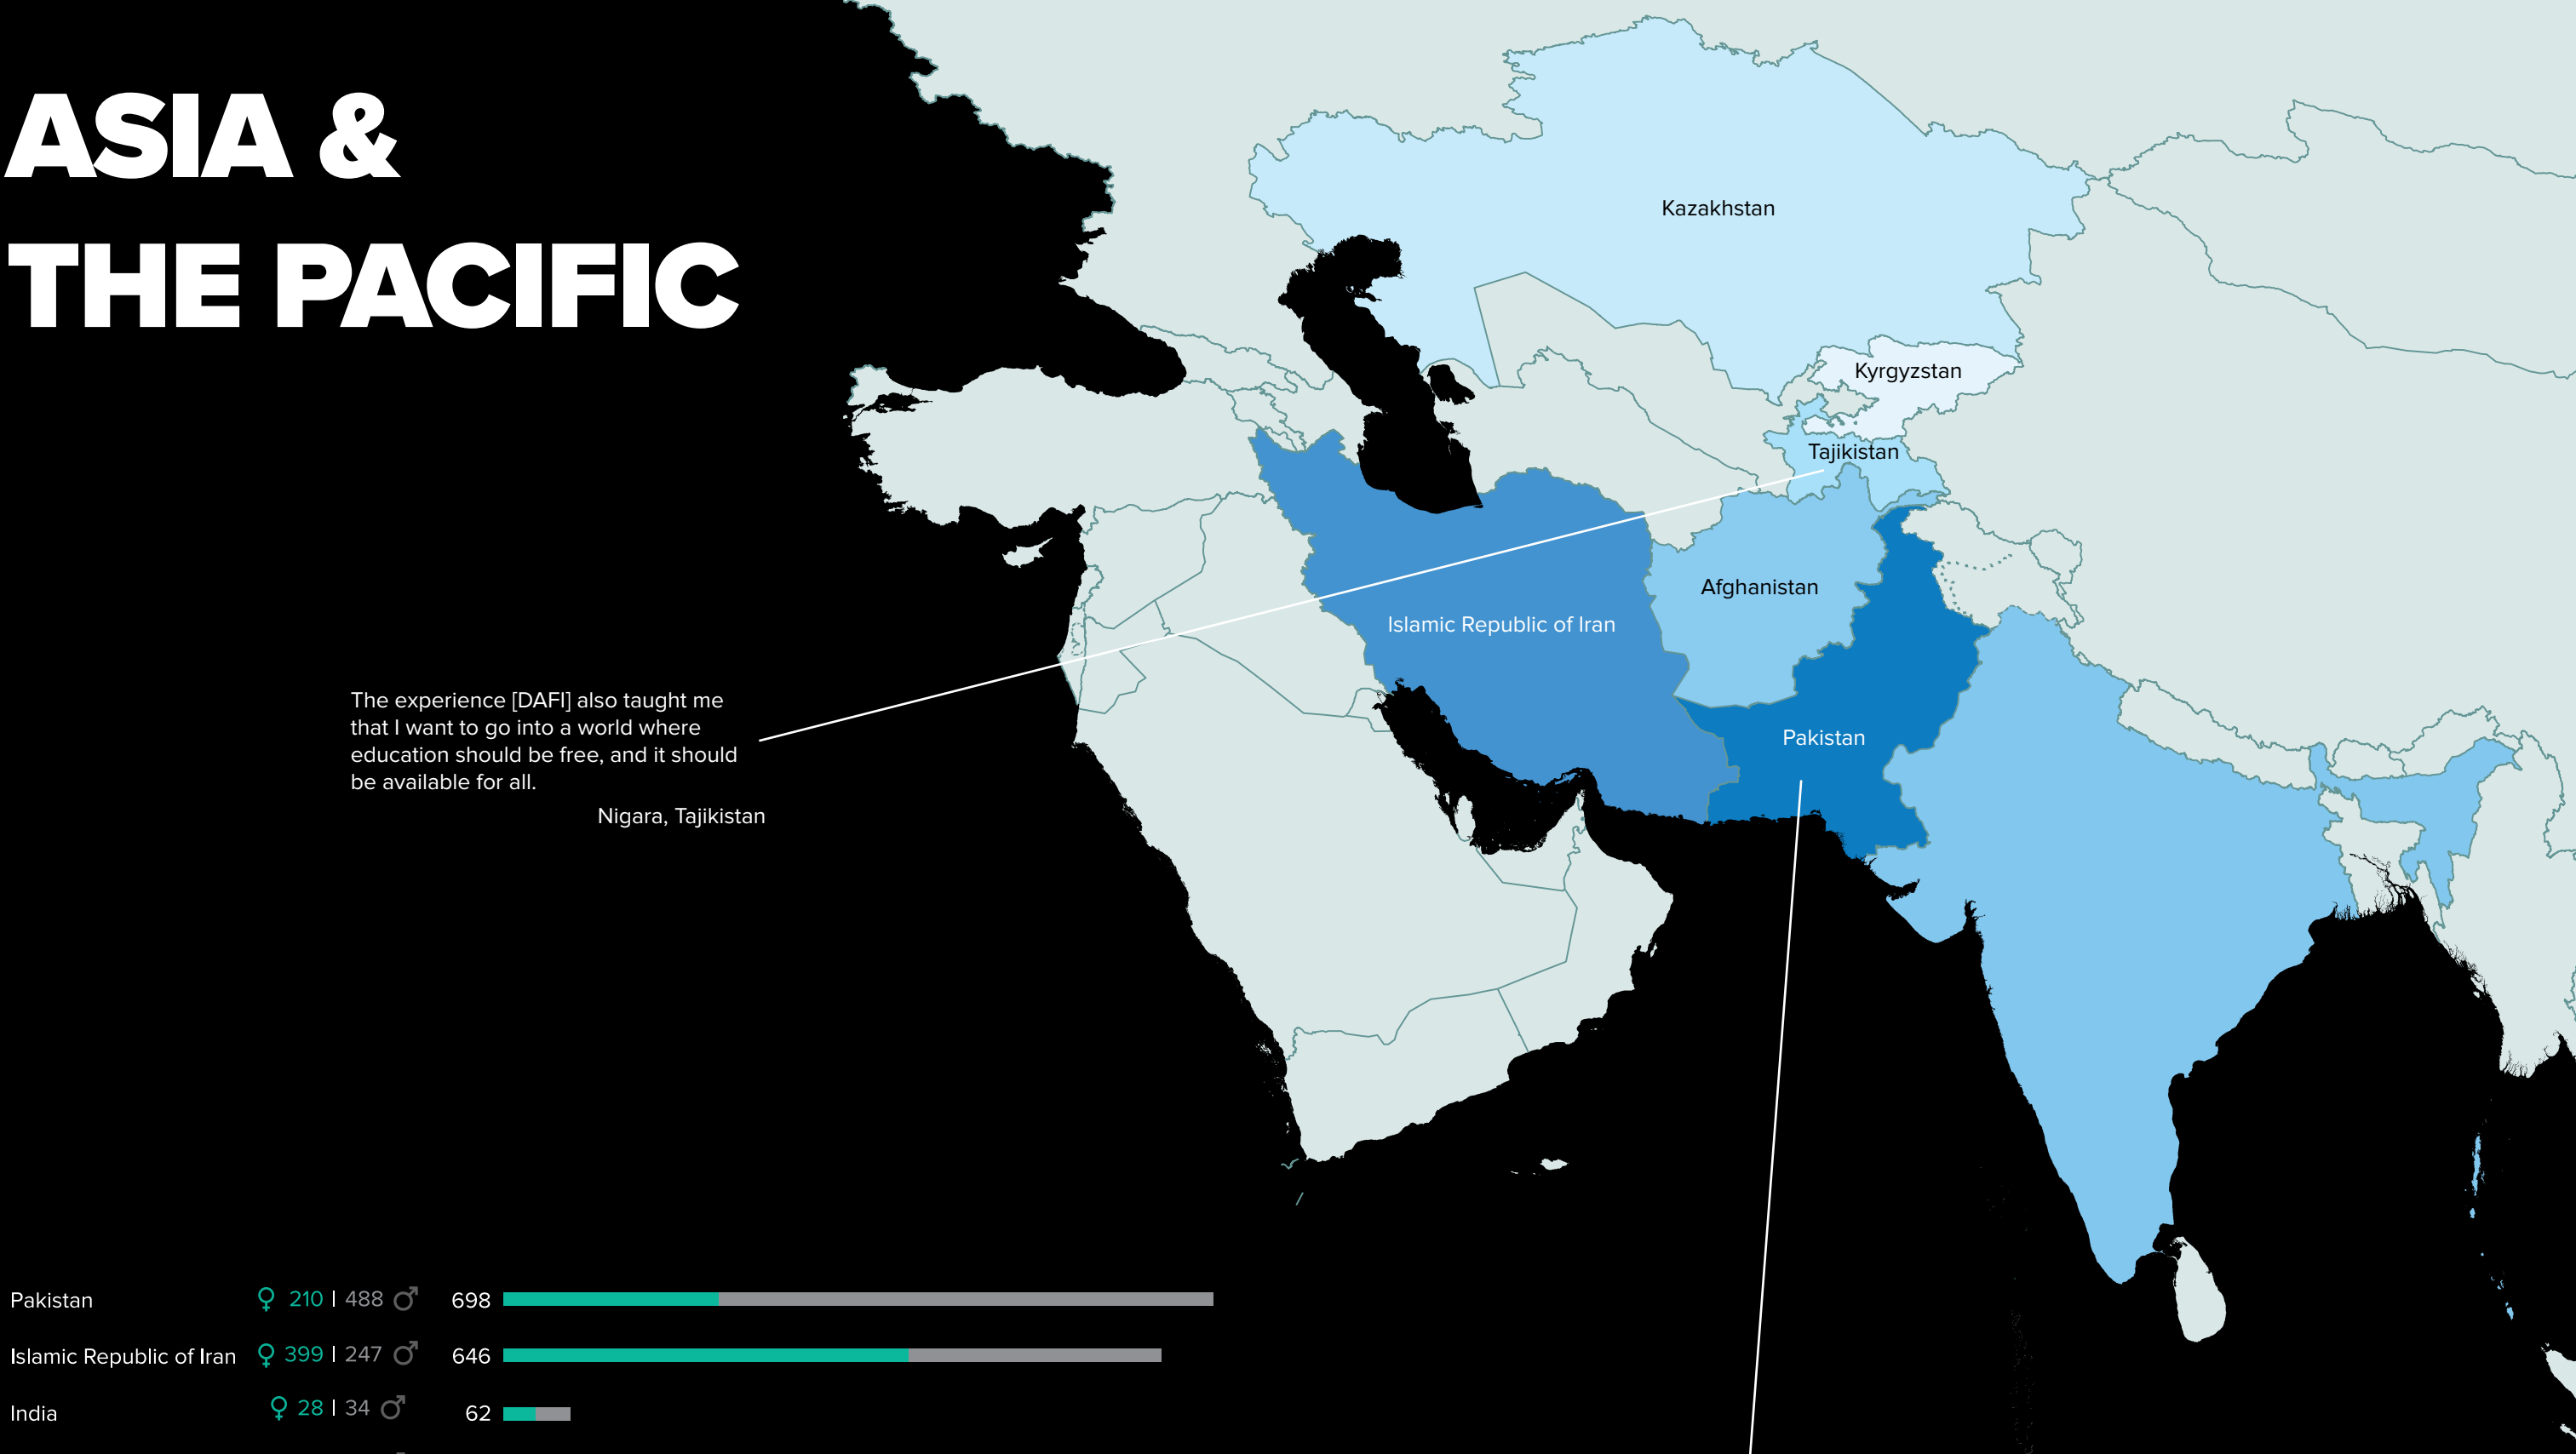 ASIA &
THE PACIFIC
Kazakhstan
Kyrgyzstan
Tajikistan
Afghanistan
Islamic Republic of Iran
Pakistan
The experience [DAFI] also taught me
that I want to go into a world where
education should be free, and it should
be available for all.
Nigara, Tajikistan
Pakistan ♀ 210 | 488 ♂ 698
Islamic Republic of Iran ♀ 399 | 247 ♂ 646
India ♀ 28 | 34 ♂ 62